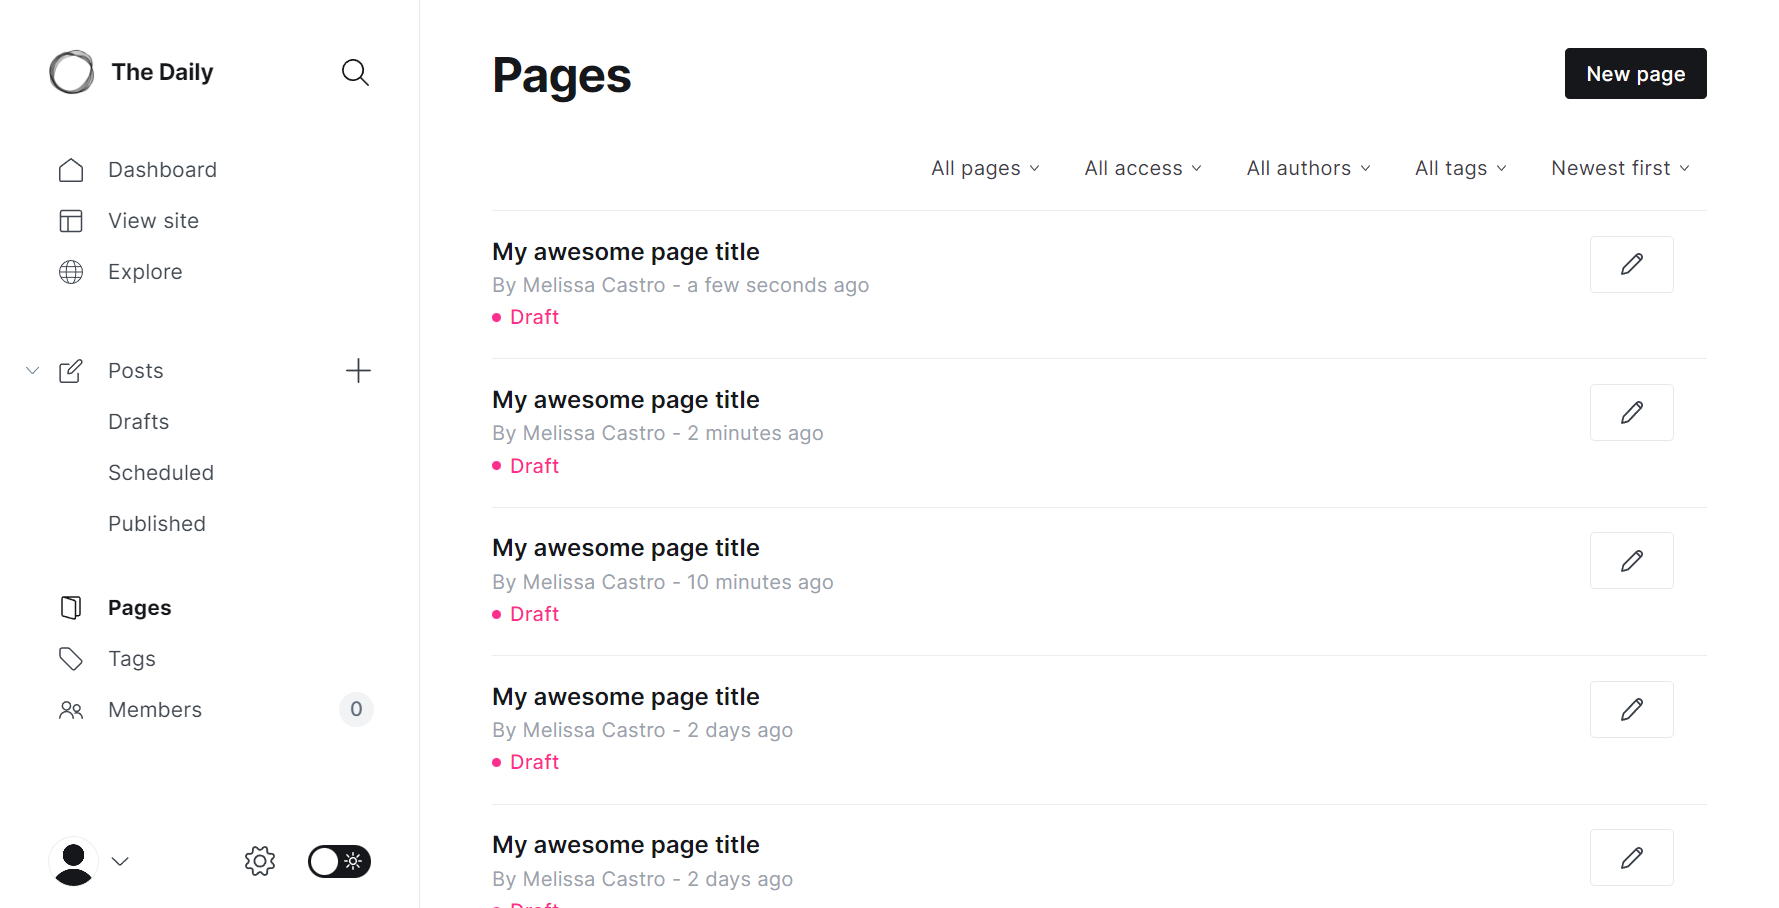 The Daily
Dashboard
View site
Explore
Posts
Drafts
Scheduled
Published
Pages
Tags
Members 0
Pages
New page
All pages All access All authors All tags Newest first
My awesome page title
By Melissa Castro - a few seconds ago
Draft
My awesome page title
By Melissa Castro - 2 minutes ago
Draft
My awesome page title
By Melissa Castro - 10 minutes ago
Draft
My awesome page title
By Melissa Castro - 2 days ago
Draft
My awesome page title
By Melissa Castro - 2 days ago
Draft